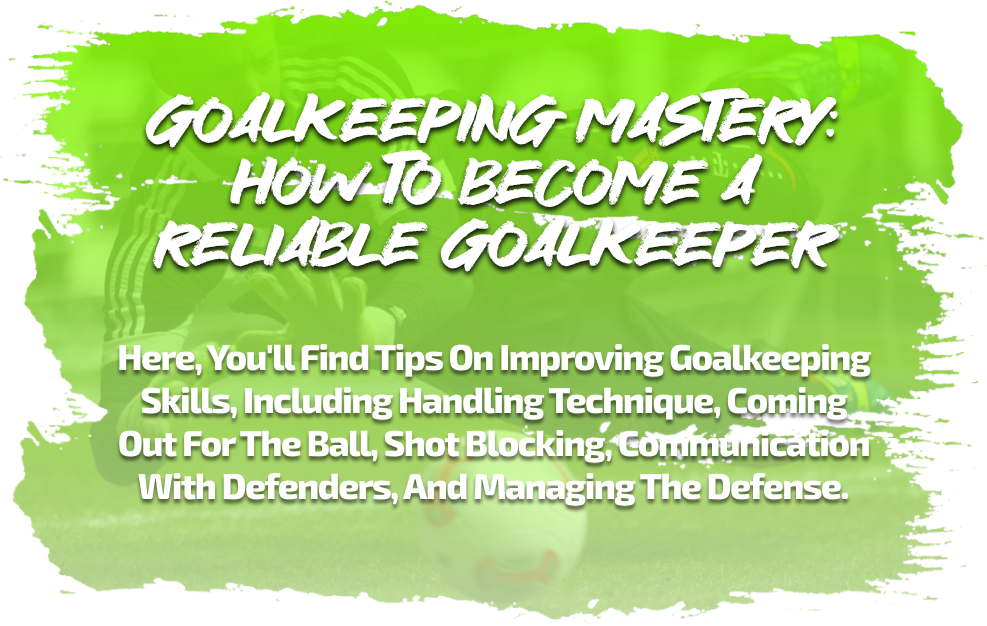 GOALKEEPING MASTERY:
HOW TO BECOME A
RELIABLE GOALKEEPER
Here, You'll Find Tips On Improving Goalkeeping
Skills, Including Handling Technique, Coming
Out For The Ball, Shot Blocking, Communication
With Defenders, And Managing The Defense.